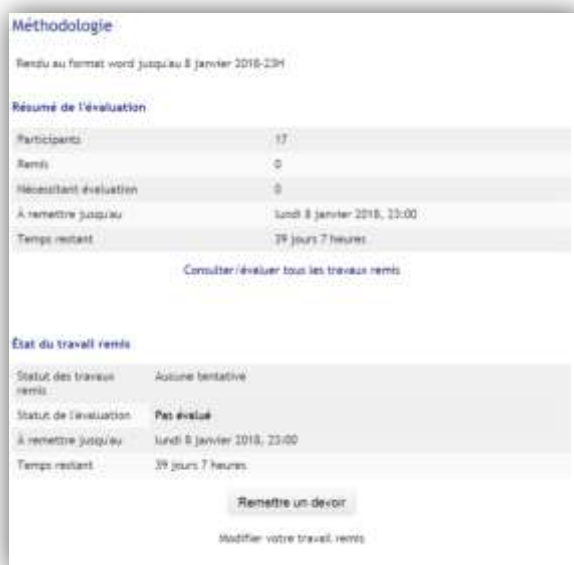 Méthodologie
Rendu au format word jusqu'au 8 janvier 2018-23H
Résumé de l'évaluation
Participants 17
Remis 0
Nécessitant évaluation 0
À remettre jusqu'au lundi 8 janvier 2018, 23:00
Temps restant 39 jours 7 heures
Consulter/évaluer tous les travaux remis
État du travail remis
Statut des travaux remis Aucune tentative
Statut de l'évaluation Pas évalué
À remettre jusqu'au lundi 8 janvier 2018, 23:00
Temps restant 39 jours 7 heures
Remettre un devoir
Modifier votre travail remis